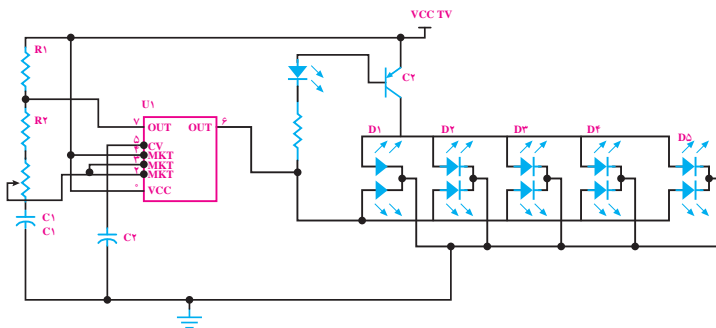 VCC TV
R۱
C۲
U۱
R۲
۷ OUT OUT ۶
۵ CV
۴ MKT
۳ MKT
۲ MKT
۰ VCC
D۱ D۲ D۳ D۴ D۵
C۱
C۱
C۲